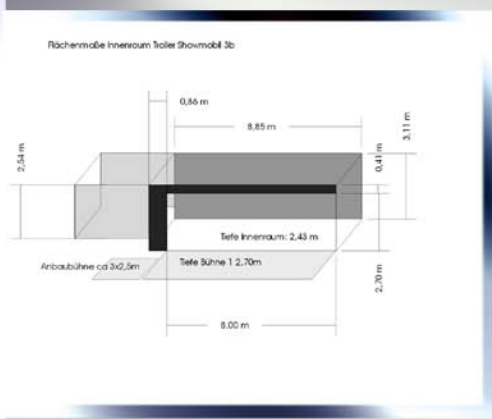 Flächenmaße Innenraum Trailer Showmobil 3b
0,86 m
8,85 m
3,11 m
0,41 m
2,54 m
Tiefe Innenraum: 2,43 m
Anbaubühne ca 3x2,5m
Tiefe Bühne 1 2,70m
2,70 m
8,00 m